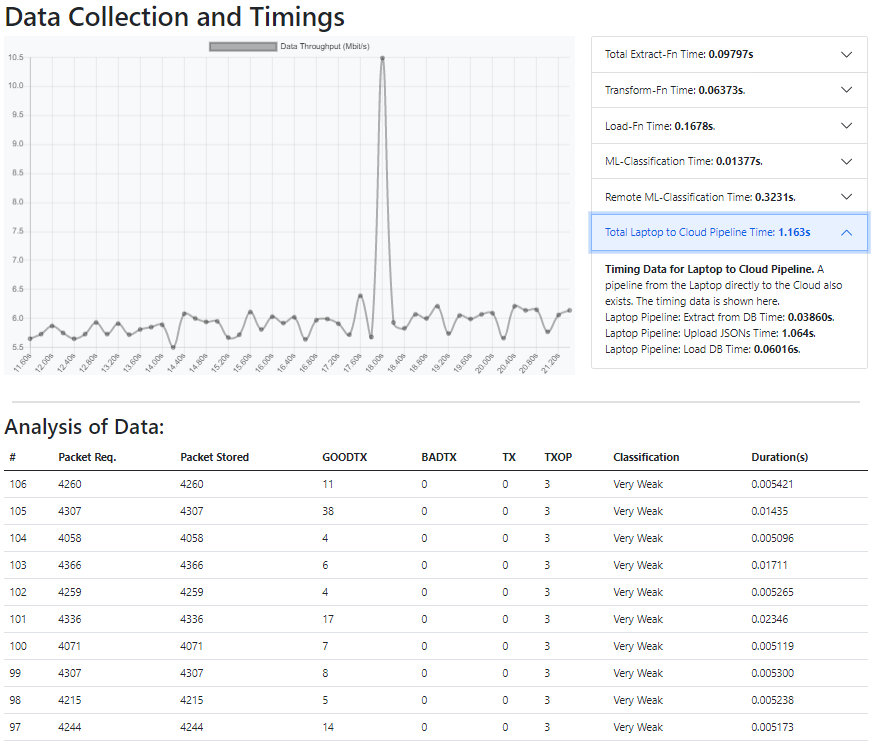 Data Collection and Timings
Data Throughput (Mbit/s)
10.5
10.0
9.5
9.0
8.5
8.0
7.5
7.0
6.5
6.0
5.5
11.60s 12.00s 12.40s 12.80s 13.20s 13.60s 14.00s 14.40s 14.80s 15.20s 15.60s 16.00s 16.40s 16.80s 17.20s 17.60s 18.00s 18.40s 18.80s 19.20s 19.60s 20.00s 20.40s 20.80s 21.20s
Total Extract-Fn Time: 0.09797s
Transform-Fn Time: 0.06373s.
Load-Fn Time: 0.1678s.
ML-Classification Time: 0.01377s.
Remote ML-Classification Time: 0.3231s.
Total Laptop to Cloud Pipeline Time: 1.163s
Timing Data for Laptop to Cloud Pipeline. A
pipeline from the Laptop directly to the Cloud also
exists. The timing data is shown here.
Laptop Pipeline: Extract from DB Time: 0.03860s.
Laptop Pipeline: Upload JSONs Time: 1.064s.
Laptop Pipeline: Load DB Time: 0.06016s.
Analysis of Data:
# Packet Req. Packet Stored GOODTX BADTX TX TXOP Classification Duration(s)
106 4260 4260 11 0 0 3 Very Weak 0.005421
105 4307 4307 38 0 0 3 Very Weak 0.01435
104 4058 4058 4 0 0 3 Very Weak 0.005096
103 4366 4366 6 0 0 3 Very Weak 0.01711
102 4259 4259 4 0 0 3 Very Weak 0.005265
101 4336 4336 17 0 0 3 Very Weak 0.02346
100 4071 4071 7 0 0 3 Very Weak 0.005119
99 4307 4307 8 0 0 3 Very Weak 0.005300
98 4215 4215 5 0 0 3 Very Weak 0.005238
97 4244 4244 14 0 0 3 Very Weak 0.005173